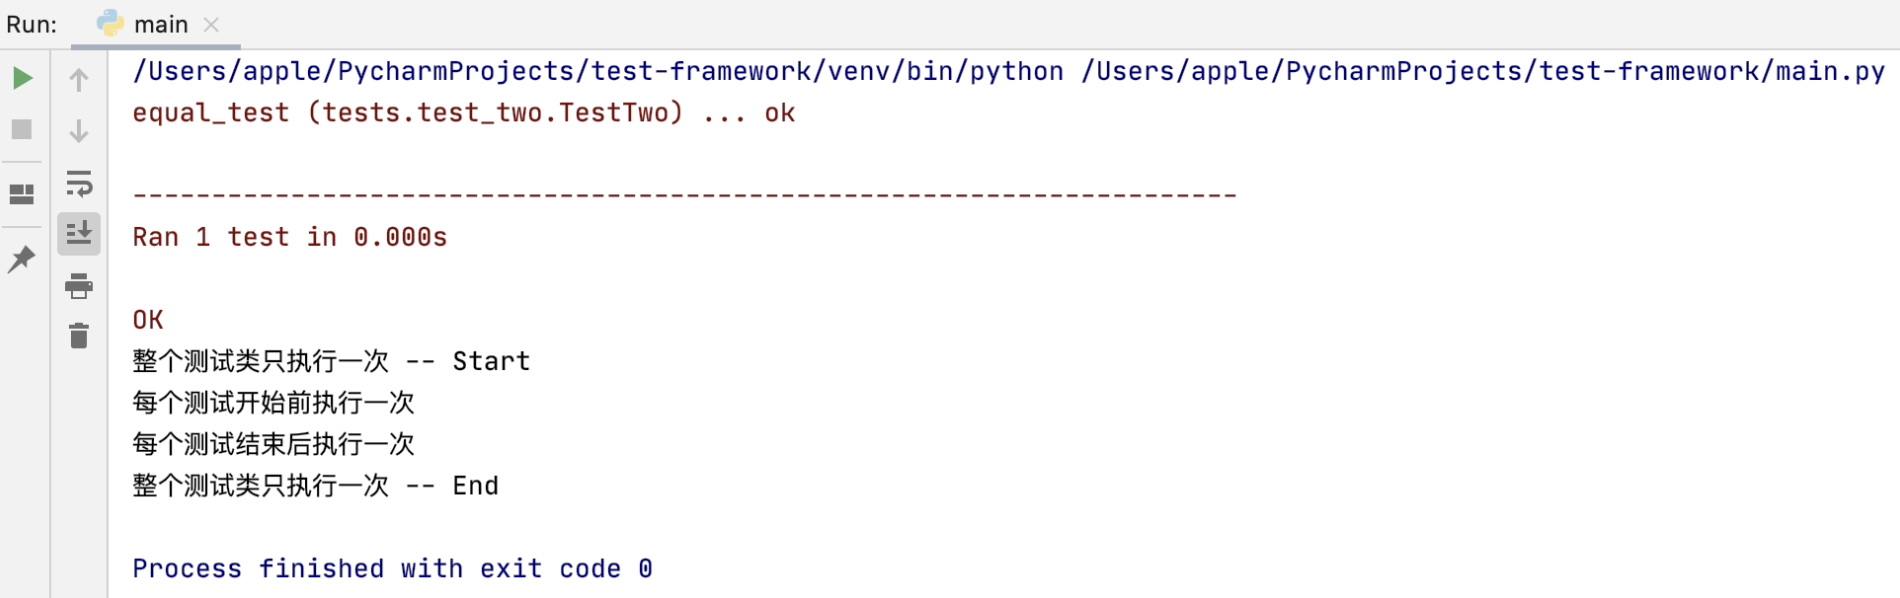 Run: main
/Users/apple/PycharmProjects/test-framework/venv/bin/python /Users/apple/PycharmProjects/test-framework/main.py
equal_test (tests.test_two.TestTwo) ... ok
----------------------------------------------------------------------
Ran 1 test in 0.000s
OK
整个测试类只执行一次 -- Start
每个测试开始前执行一次
每个测试结束后执行一次
整个测试类只执行一次 -- End
Process finished with exit code 0